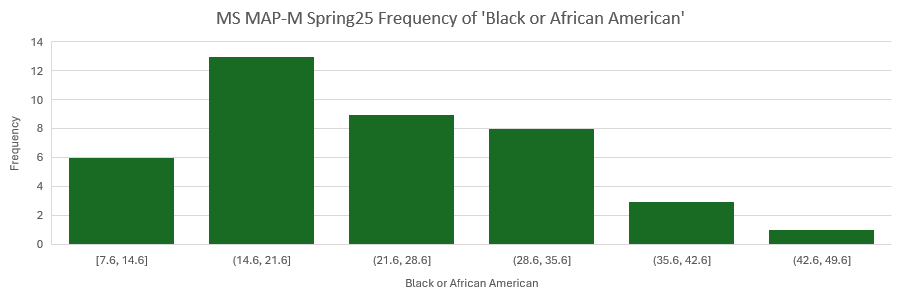 MS MAP-M Spring25 Frequency of 'Black or African American'
14
12
10
8
6
4
2
0
Frequency
[7.6, 14.6] (14.6, 21.6] (21.6, 28.6] (28.6, 35.6] (35.6, 42.6] (42.6, 49.6]
Black or African American